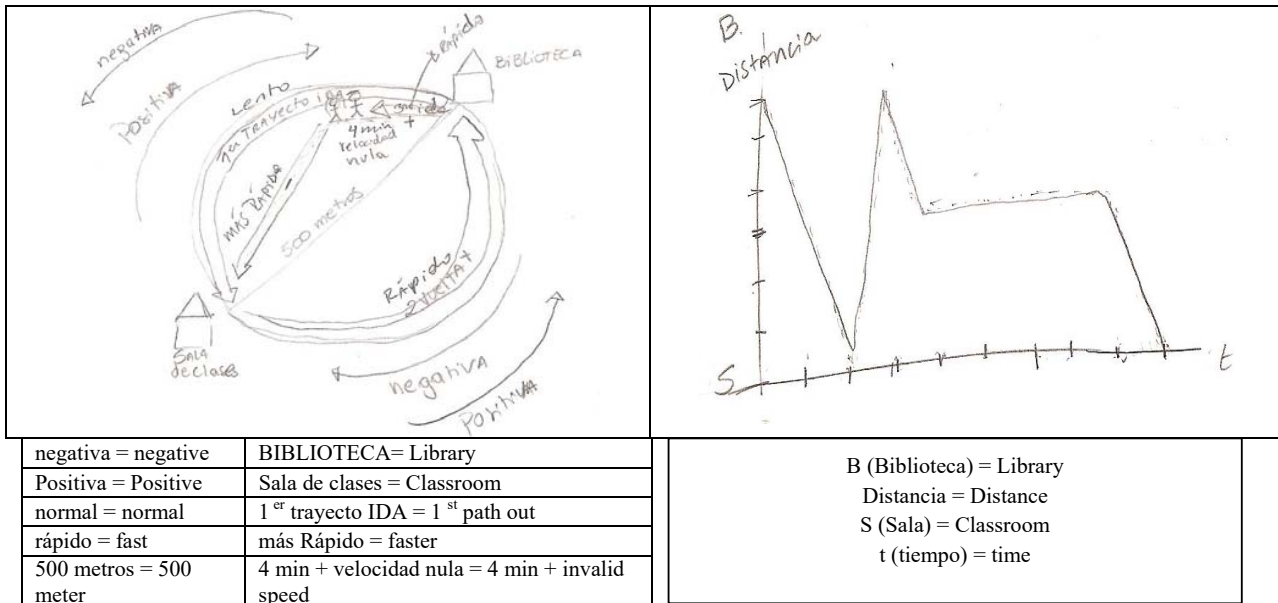 negativa
Positiva
Lento
1er TRAYECTO IDA
Rápido
BiBLiOTECA
4 min
velocidad
nula
+
MÁS RÁPIDO
-
500 metros
RÁPido
2 VUELTA +
SALA
de clases
negativa
Positiva
B.
Distáncia
S
t
negativa = negative
BIBLIOTECA= Library
Positiva = Positive
Sala de clases = Classroom
normal = normal
1 er trayecto IDA = 1 st path out
rápido = fast
más Rápido = faster
500 metros = 500
meter
4 min + velocidad nula = 4 min + invalid
speed
B (Biblioteca) = Library
Distancia = Distance
S (Sala) = Classroom
t (tiempo) = time